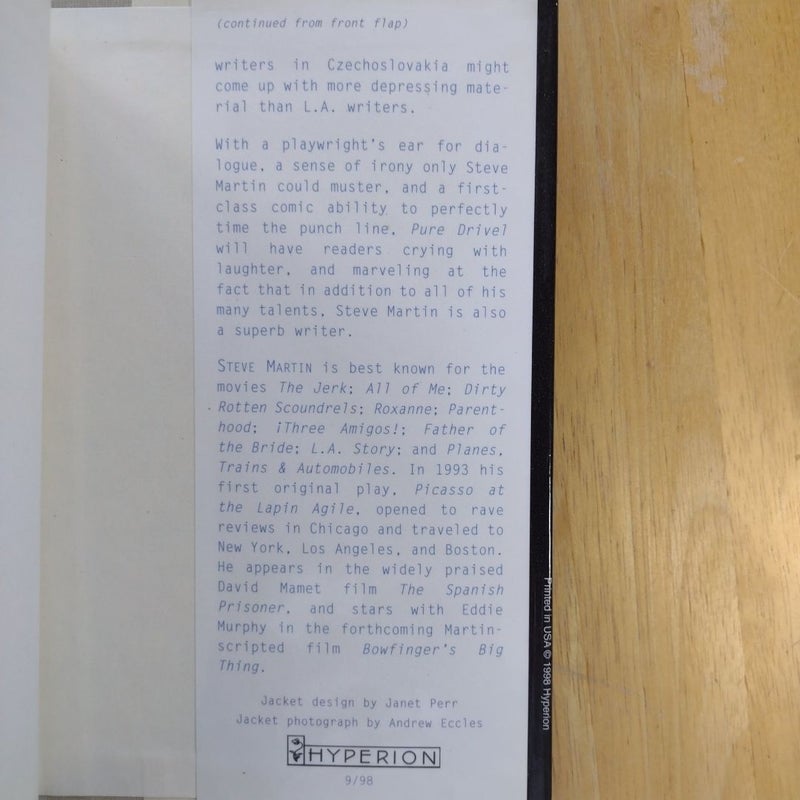 (continued from front flap)
writers in Czechoslovakia might
come up with more depressing mate-
rial than L.A. writers.
With a playwright's ear for dia-
logue, a sense of irony only Steve
Martin could muster, and a first-
class comic ability to perfectly
time the punch line, Pure Drivel
will have readers crying with
laughter, and marveling at the
fact that in addition to all of his
many talents, Steve Martin is also
a superb writer.
STEVE MARTIN is best known for the
movies The Jerk; All of Me; Dirty
Rotten Scoundrels; Roxanne; Parent-
hood; ¡Three Amigos!; Father of
the Bride; L.A. Story; and Planes,
Trains & Automobiles. In 1993 his
first original play, Picasso at
the Lapin Agile, opened to rave
reviews in Chicago and traveled to
New York, Los Angeles, and Boston.
He appears in the widely praised
David Mamet film The Spanish
Prisoner, and stars with Eddie
Murphy in the forthcoming Martin-
scripted film Bowfinger's Big
Thing.
Jacket design by Janet Perr
Jacket photograph by Andrew Eccles
HYPERION
9/98
Printed in USA © 1998 Hyperion